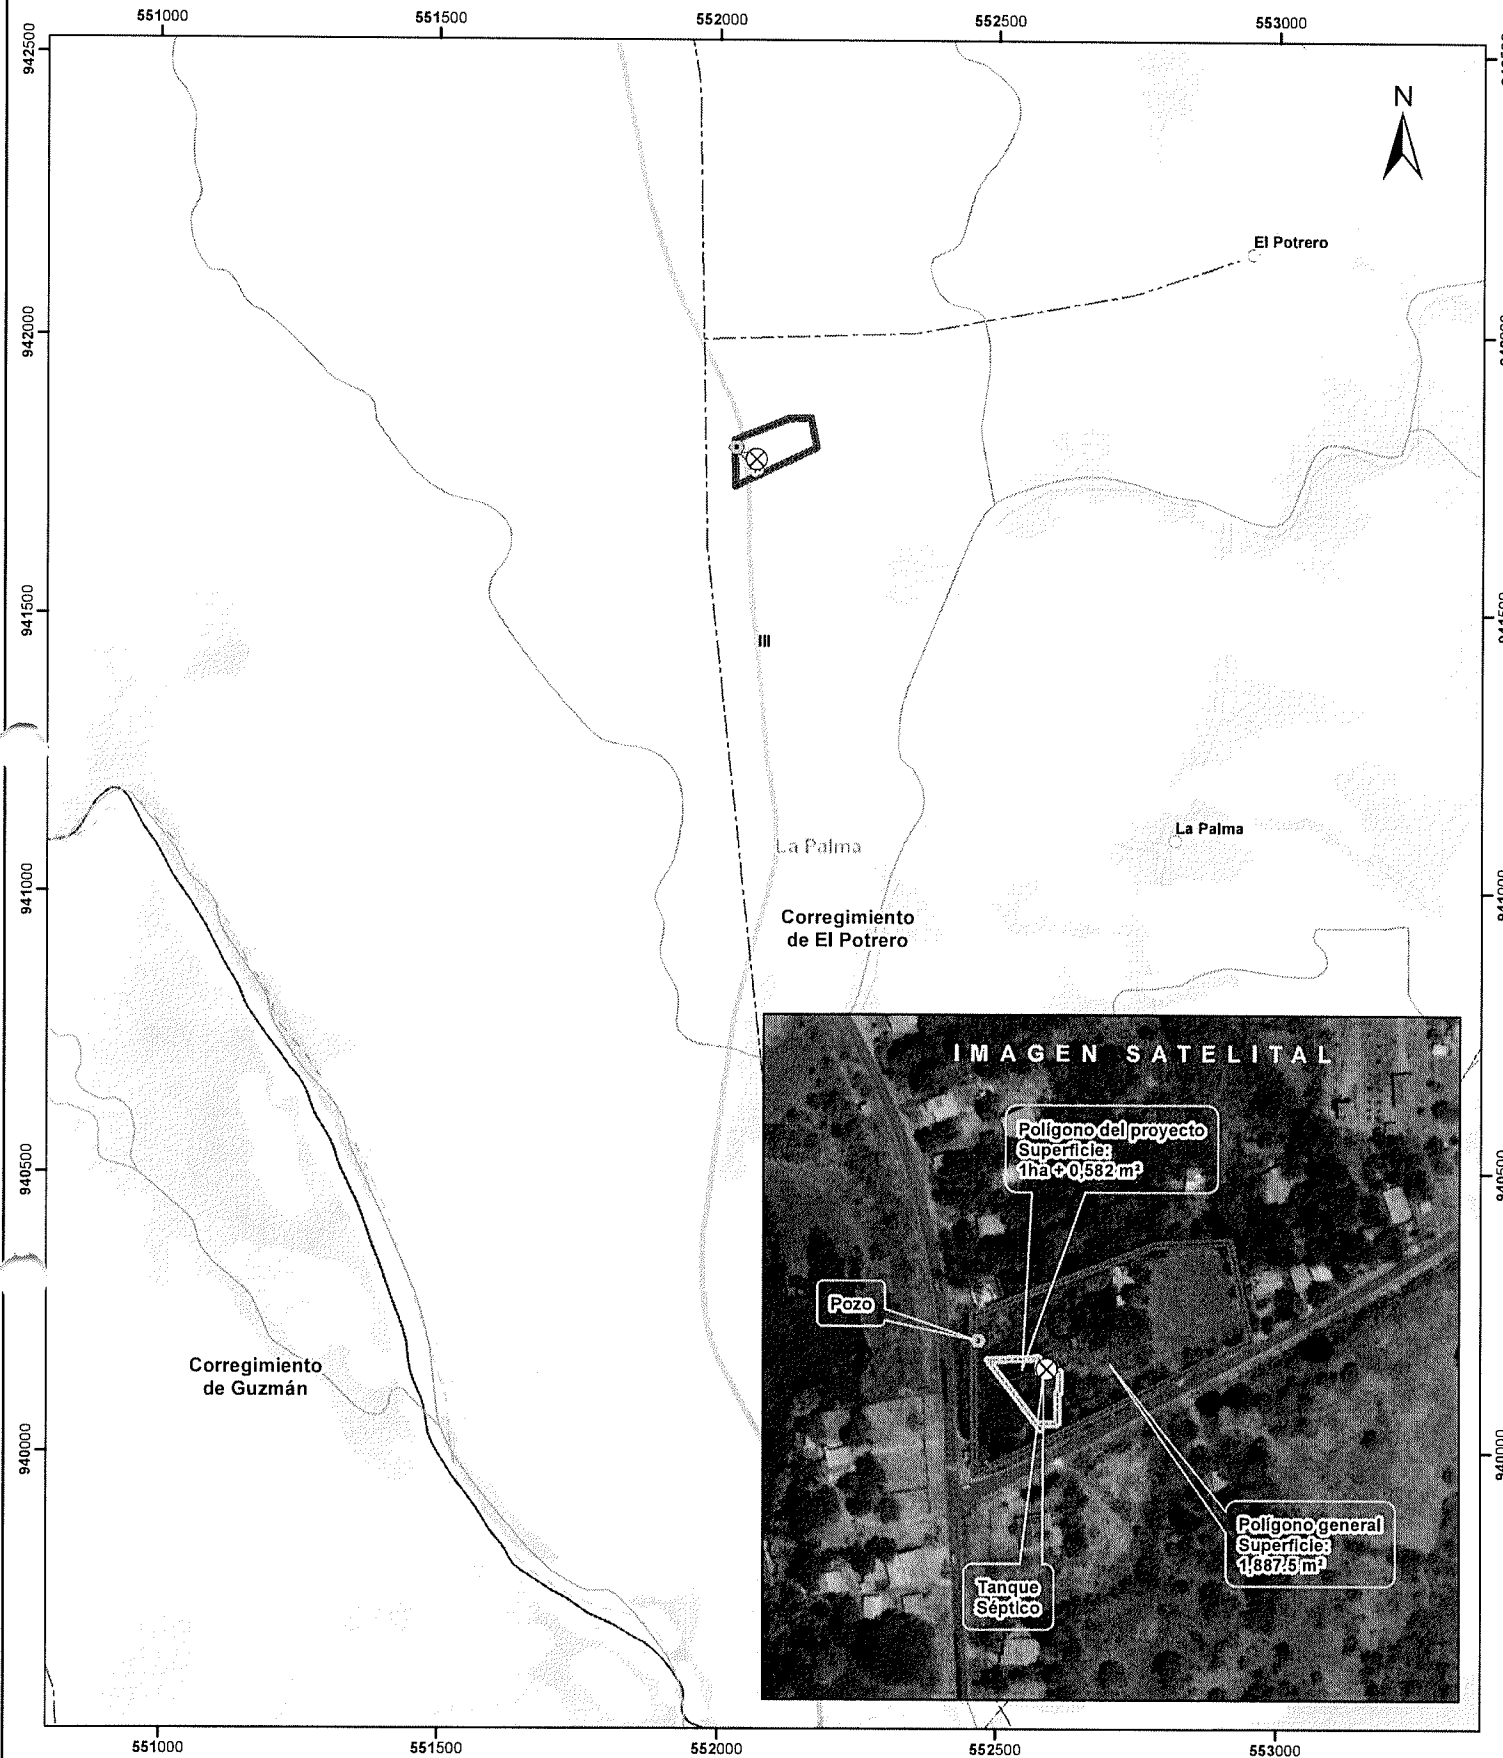 551000
551500
552000
552500
553000
942500
N
El Potrero
942000
941500
III
La Palma
La Palma
941000
Corregimiento
de El Potrero
IMAGEN SATELITAL
Polígono del proyecto
Superficie:
1ha + 0,582 m²
940500
940500
Pozo
Corregimiento
de Guzmán
940000
940000
Polígono general
Superficie:
1,887.5 m²
Tanque
Séptico
551000
551500
552000
552500
553000